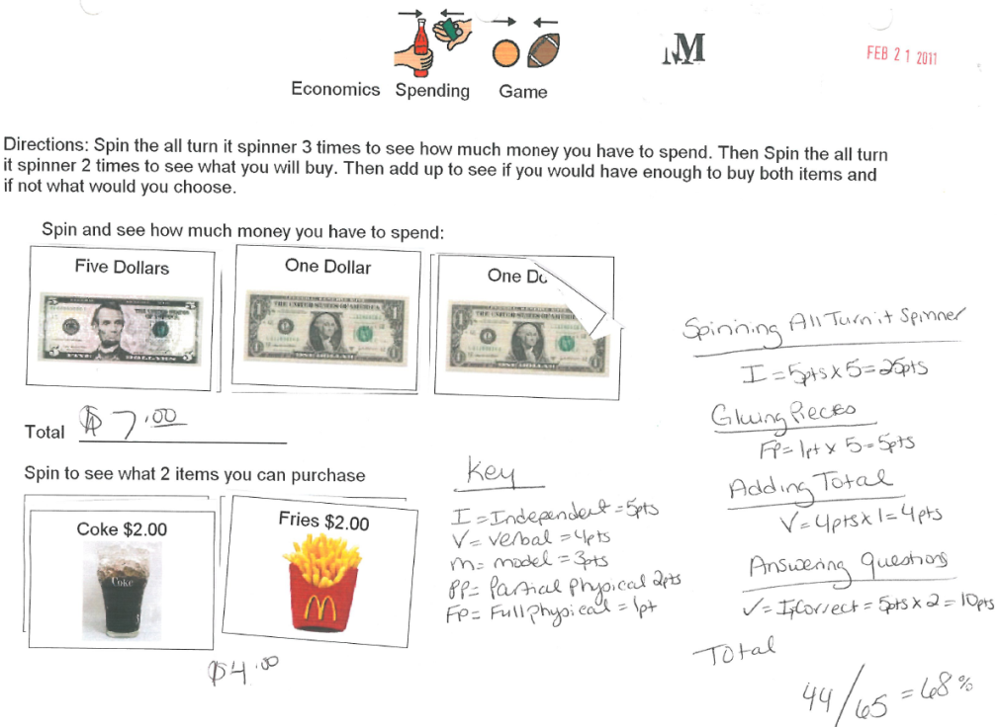 M
FEB 2 1 2011
Economics Spending Game
Directions: Spin the all turn it spinner 3 times to see how much money you have to spend. Then Spin the all turn
it spinner 2 times to see what you will buy. Then add up to see if you would have enough to buy both items and
if not what would you choose.
Spin and see how much money you have to spend:
Five Dollars
One Dollar
One Do
Total $7.00
Spin to see what 2 items you can purchase
Coke $2.00
Coke
Fries $2.00
M
$4.00
Key
I = Independent = 5pts
V = verbal = 4pts
m = model = 3pts
PP = Partial Physical 2pts
FP = Full physical = 1pt
Spinning All Turn it Spinner
I = 5pts x 5 = 25pts
Gluing Pieces
FP = 1pt x 5 = 5pts
Adding Total
V = 4pts x 1 = 4pts
Answering questions
V = I, Correct = 5pts x 2 = 10pts
Total
44/65 = 68%